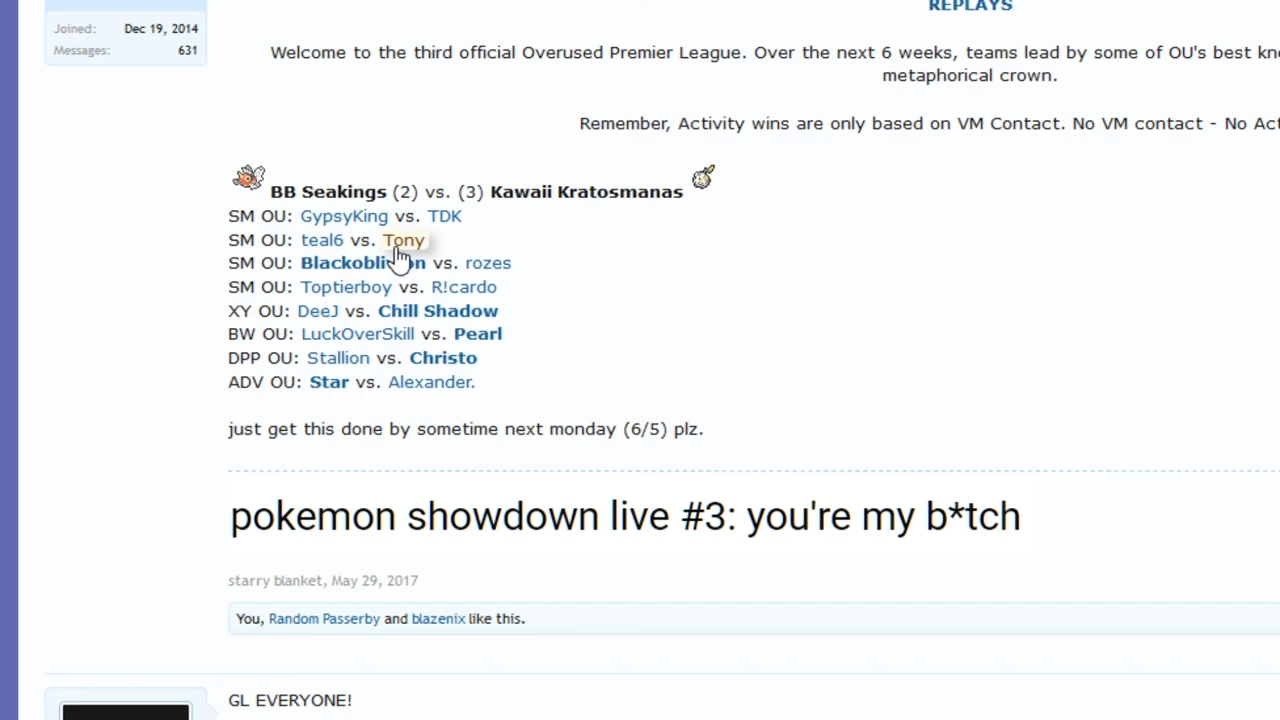 REPLAYS
Joined: Dec 19, 2014
Messages: 631
Welcome to the third official Overused Premier League. Over the next 6 weeks, teams lead by some of OU's best
metaphorical crown.
Remember, Activity wins are only based on VM Contact. No VM contact - No
BB Seakings (2) vs. (3) Kawaii Kratosmanas
SM OU: GypsyKing vs. TDK
SM OU: teal6 vs. Tony
SM OU: vs. rozes
SM OU: Toptierboy vs. R!cardo
XY OU: DeeJ vs. Chill Shadow
BW OU: LuckOverSkill vs. Pearl
DPP OU: Stallion vs. Christo
ADV OU: Star vs. Alexander.
just get this done by sometime next monday (6/5) plz.
pokemon showdown live #3: you're my b*tch
starry blanket, May 29, 2017
You, Random Passerby and blazenix like this.
GL EVERYONE!